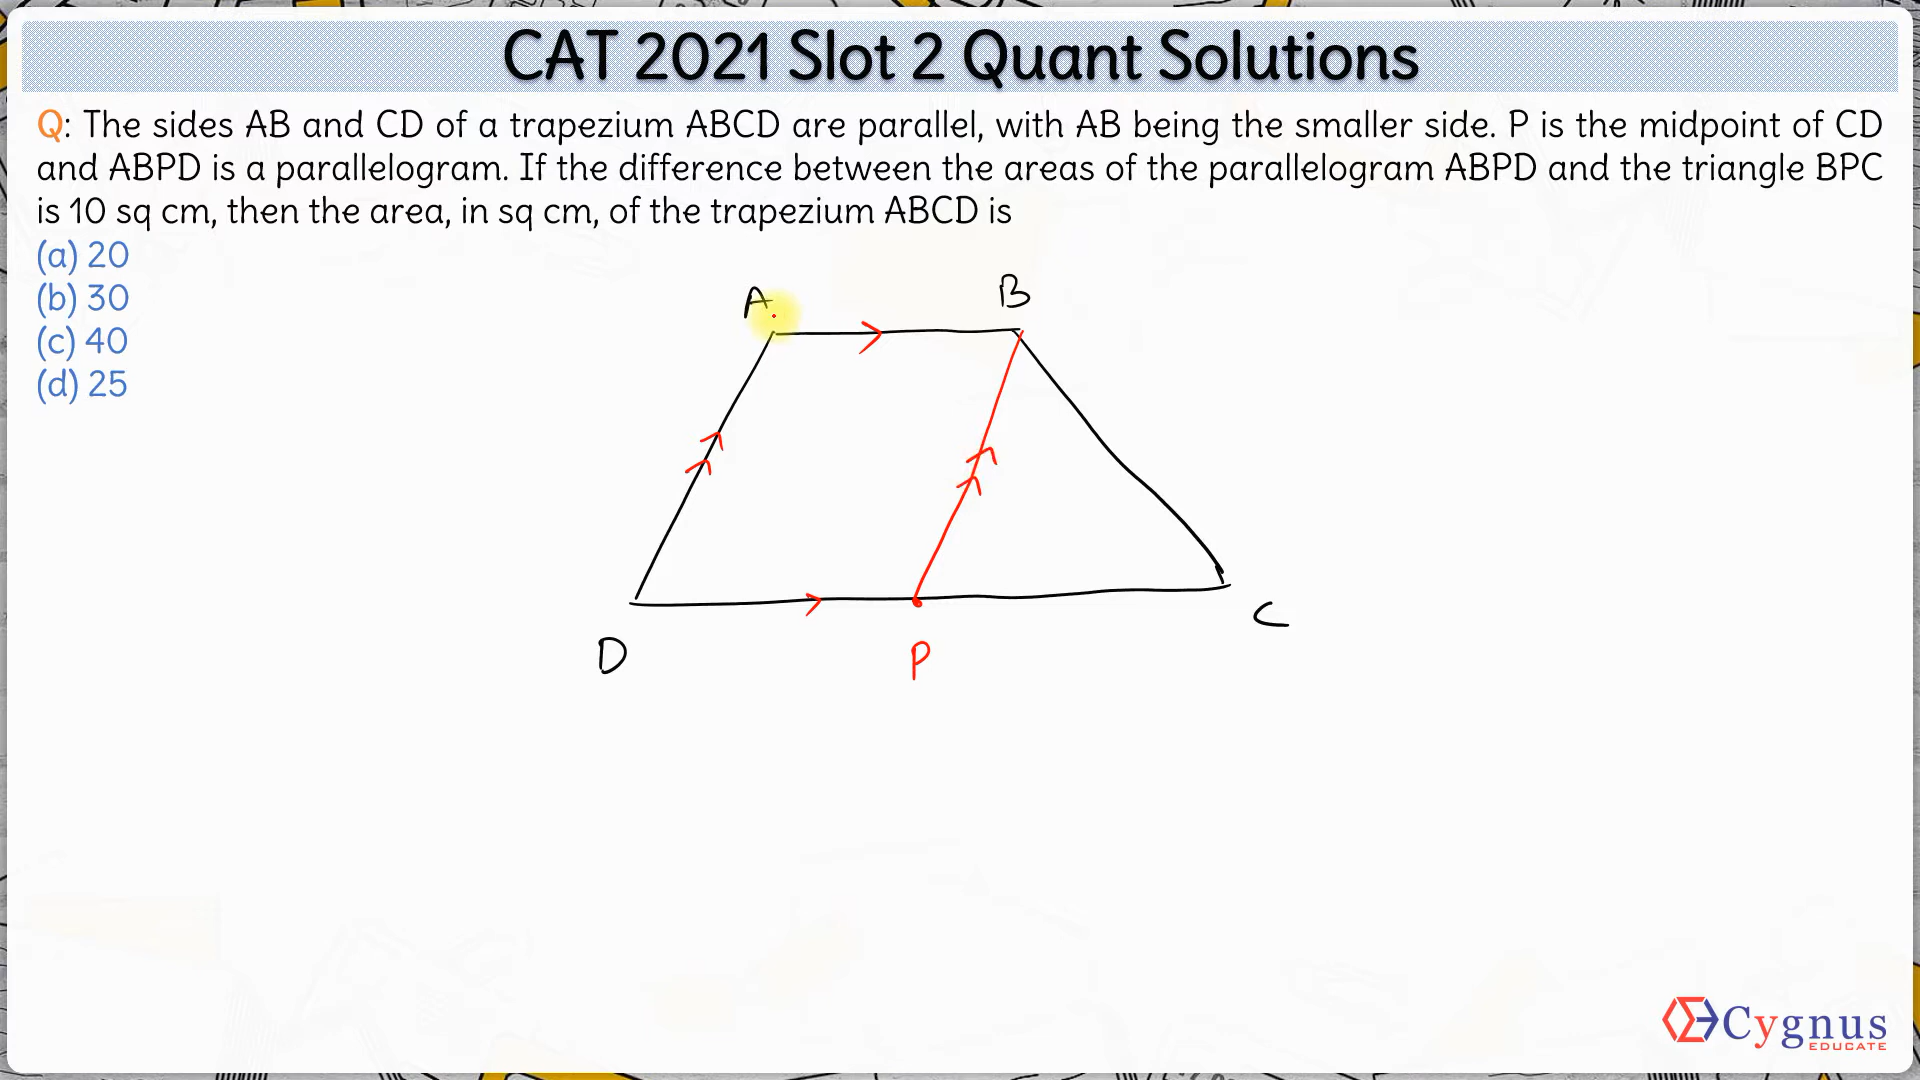 CAT 2021 Slot 2 Quant Solutions
Q: The sides AB and CD of a trapezium ABCD are parallel, with AB being the smaller side. P is the midpoint of CD
and ABPD is a parallelogram. If the difference between the areas of the parallelogram ABPD and the triangle BPC
is 10 sq cm, then the area, in sq cm, of the trapezium ABCD is
(a) 20
(b) 30
(c) 40
(d) 25
A B
C
D P
Cygnus
EDUCATE